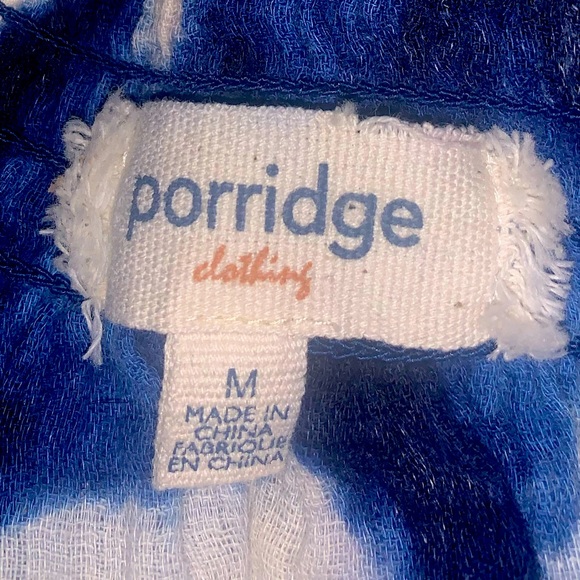 porridge
clothing
M
MADE IN
CHINA
FABRIQUE
EN CHINA